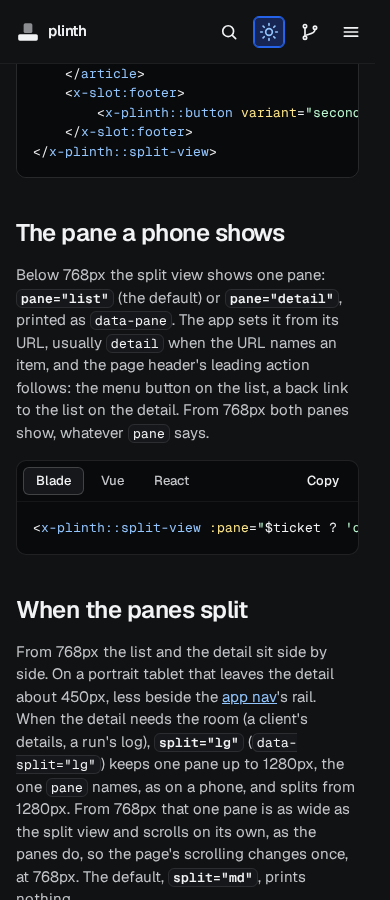 plinth
</article>
<x-slot:footer>
<x-plinth::button variant="second
</x-slot:footer>
</x-plinth::split-view>
The pane a phone shows
Below 768px the split view shows one pane:
pane="list" (the default) or pane="detail",
printed as data-pane. The app sets it from its
URL, usually detail when the URL names an
item, and the page header's leading action
follows: the menu button on the list, a back link
to the list on the detail. From 768px both panes
show, whatever pane says.
Blade Vue React Copy
<x-plinth::split-view :pane="$ticket ? 'd
When the panes split
From 768px the list and the detail sit side by
side. On a portrait tablet that leaves the detail
about 450px, less beside the app nav's rail.
When the detail needs the room (a client's
details, a run's log), split="lg" (data-
split="lg") keeps one pane up to 1280px, the
one pane names, as on a phone, and splits from
1280px. From 768px that one pane is as wide as
the split view and scrolls on its own, as the
panes do, so the page's scrolling changes once,
at 768px. The default, split="md", prints
nothing.